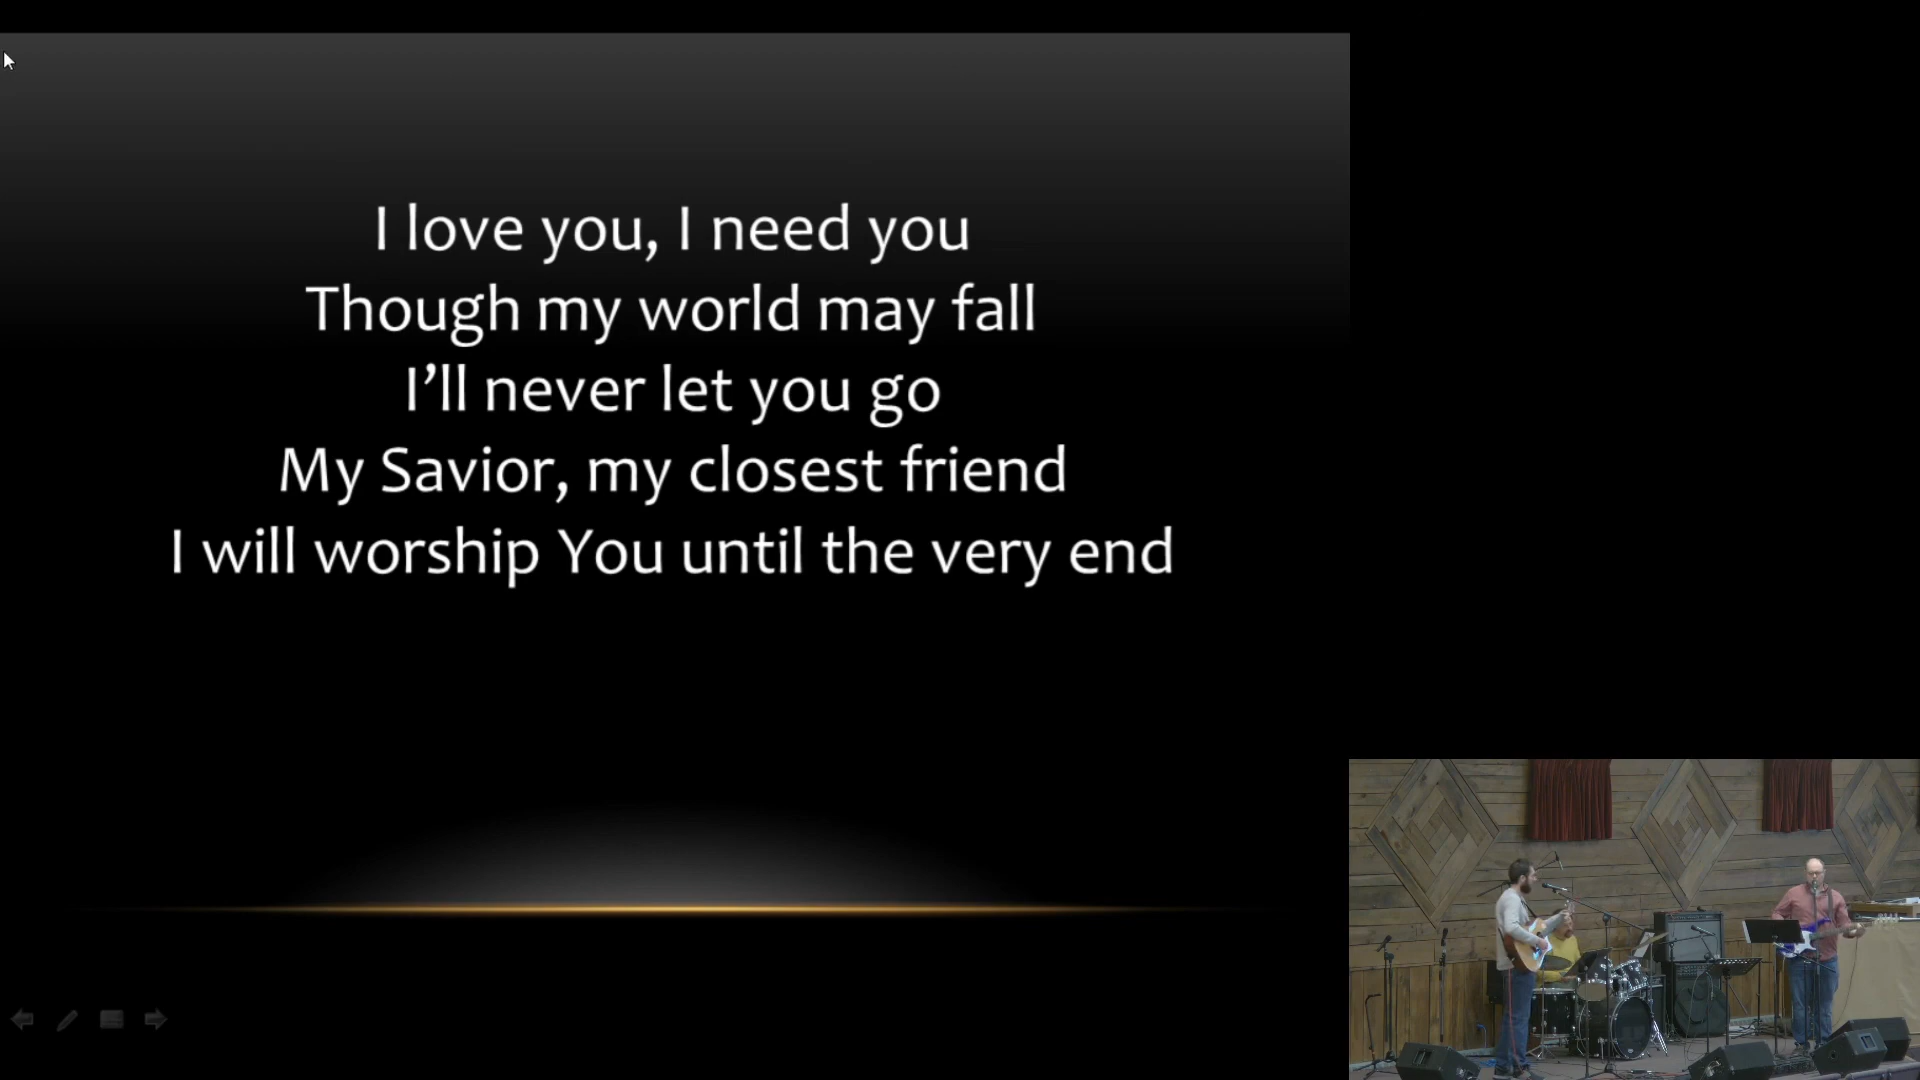 I love you, I need you
Though my world may fall
I’ll never let you go
My Savior, my closest friend
I will worship You until the very end